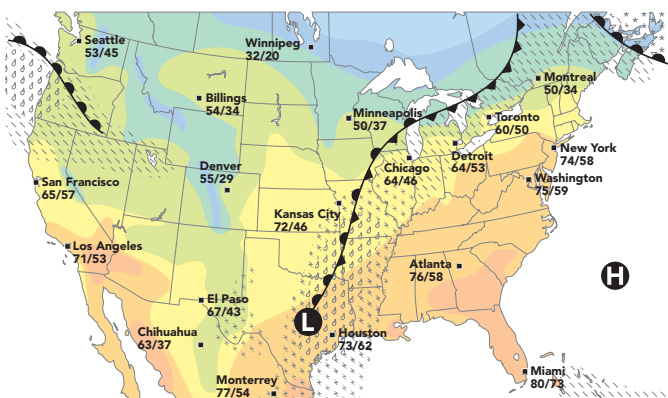 Seattle
53/45
Winnipeg
32/20
Billings
54/34
Minneapolis
50/37
Montreal
50/34
Toronto
60/50
New York
74/58
Denver
55/29
Chicago
64/46
Detroit
64/53
Washington
75/59
San Francisco
65/57
Kansas City
72/46
Los Angeles
71/53
Atlanta
76/58
H
El Paso
67/43
L
Chihuahua
63/37
Houston
73/62
Monterrey
77/54
Miami
80/73